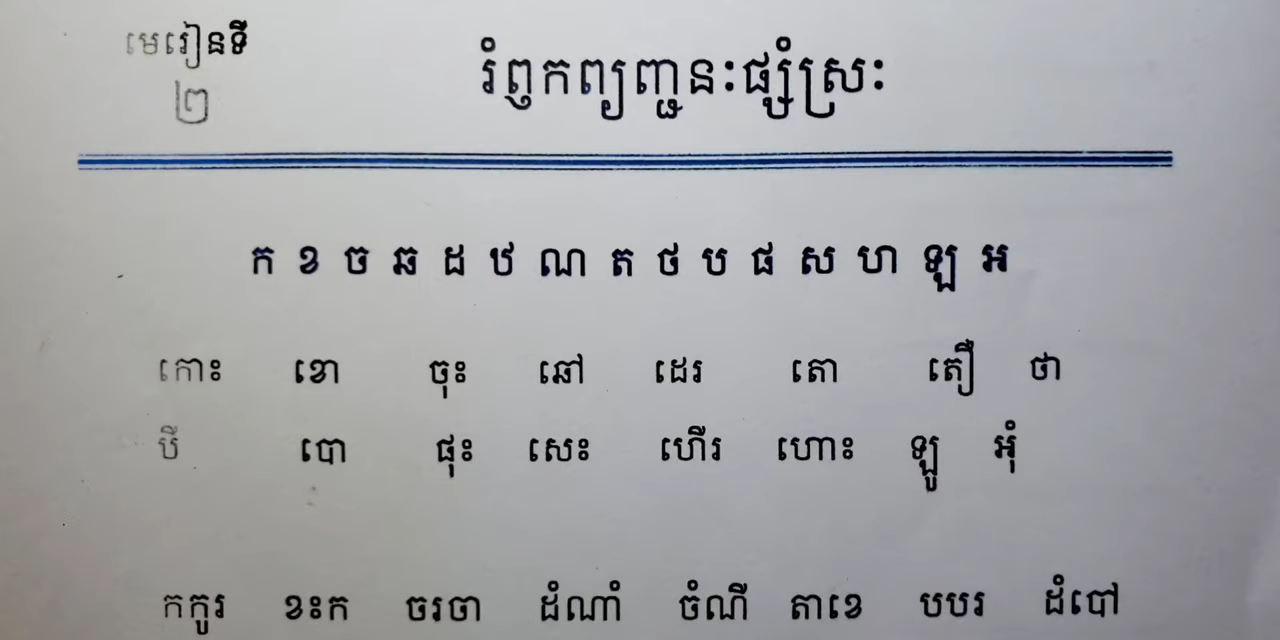 មេរៀនទី
២
រំឭកព្យញ្ជនៈផ្សំស្រៈ
ក ខ ច ឆ ដ ឋ ណ ត ថ ប ផ ស ហ ឡ អ
កោះ ខោ ចុះ ឆៅ ដេរ តោ តឿ ថា
បី បោ ផុះ សេះ ហើរ ហោះ ឡូ អុំ
កកូរ ខះក ចរចា ដំណាំ ចំណី តាខេ បបរ ដំបៅ